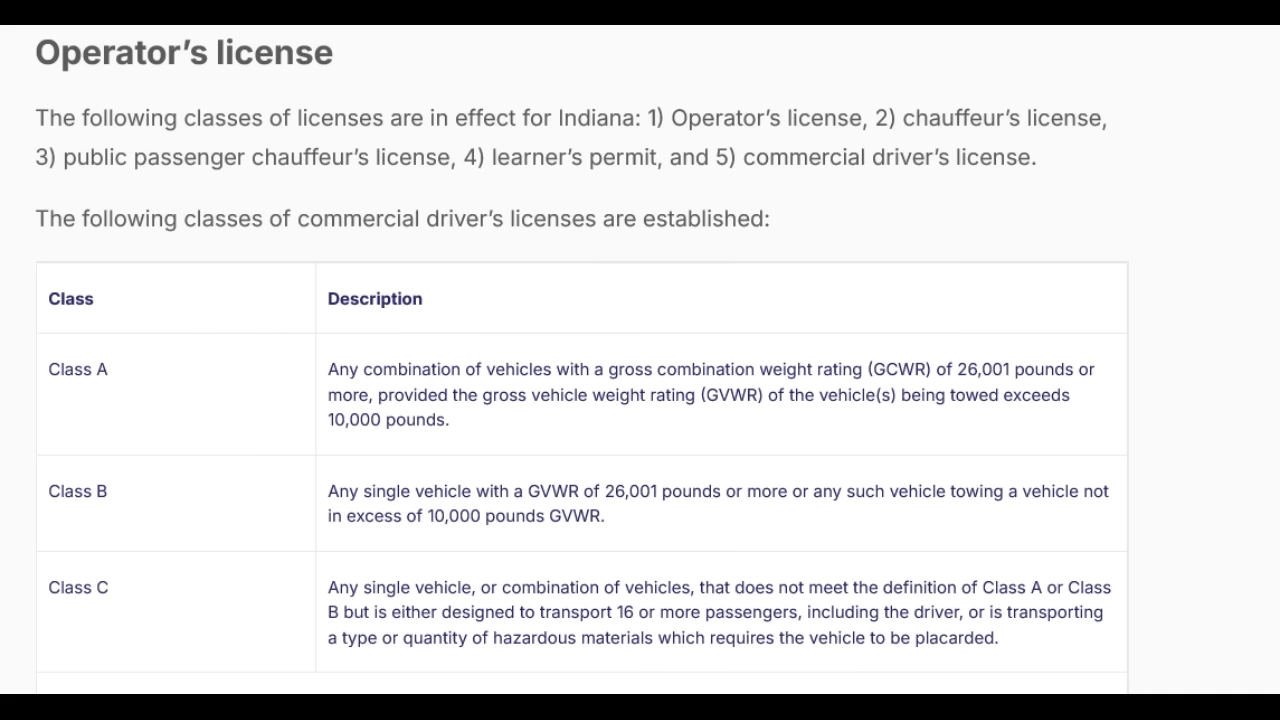 Operator’s license
The following classes of licenses are in effect for Indiana: 1) Operator’s license, 2) chauffeur’s license,
3) public passenger chauffeur’s license, 4) learner’s permit, and 5) commercial driver’s license.
The following classes of commercial driver’s licenses are established:
Class
Description
Class A
Any combination of vehicles with a gross combination weight rating (GCWR) of 26,001 pounds or
more, provided the gross vehicle weight rating (GVWR) of the vehicle(s) being towed exceeds
10,000 pounds.
Class B
Any single vehicle with a GVWR of 26,001 pounds or more or any such vehicle towing a vehicle not
in excess of 10,000 pounds GVWR.
Class C
Any single vehicle, or combination of vehicles, that does not meet the definition of Class A or Class
B but is either designed to transport 16 or more passengers, including the driver, or is transporting
a type or quantity of hazardous materials which requires the vehicle to be placarded.